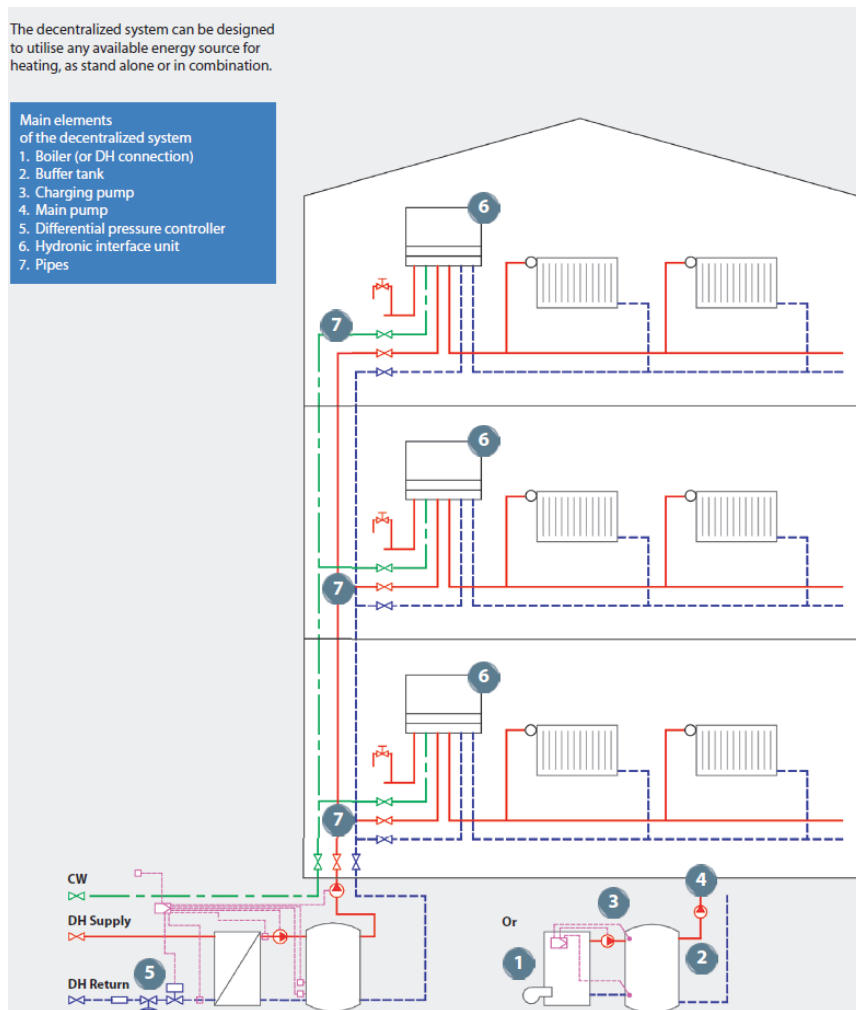 The decentralized system can be designed
to utilise any available energy source for
heating, as stand alone or in combination.
Main elements
of the decentralized system
1. Boiler (or DH connection)
2. Buffer tank
3. Charging pump
4. Main pump
5. Differential pressure controller
6. Hydronic interface unit
7. Pipes
6
7
6
7
6
7
CW
DH Supply
DH Return
5
Or
4
3
2
1